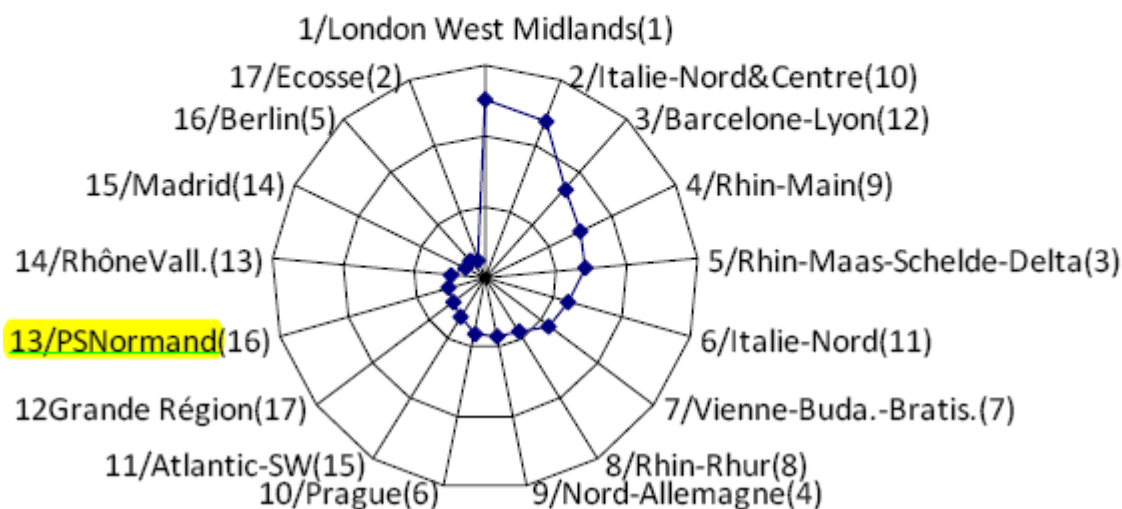 1/London West Midlands(1)
2/Italie-Nord&Centre(10)
3/Barcelone-Lyon(12)
4/Rhin-Main(9)
5/Rhin-Maas-Schelde-Delta(3)
6/Italie-Nord(11)
7/Vienne-Buda.-Bratis.(7)
8/Rhin-Rhur(8)
9/Nord-Allemagne(4)
10/Prague(6)
11/Atlantic-SW(15)
12Grande Région(17)
13/PSNormand(16)
14/RhôneVall.(13)
15/Madrid(14)
16/Berlin(5)
17/Ecosse(2)